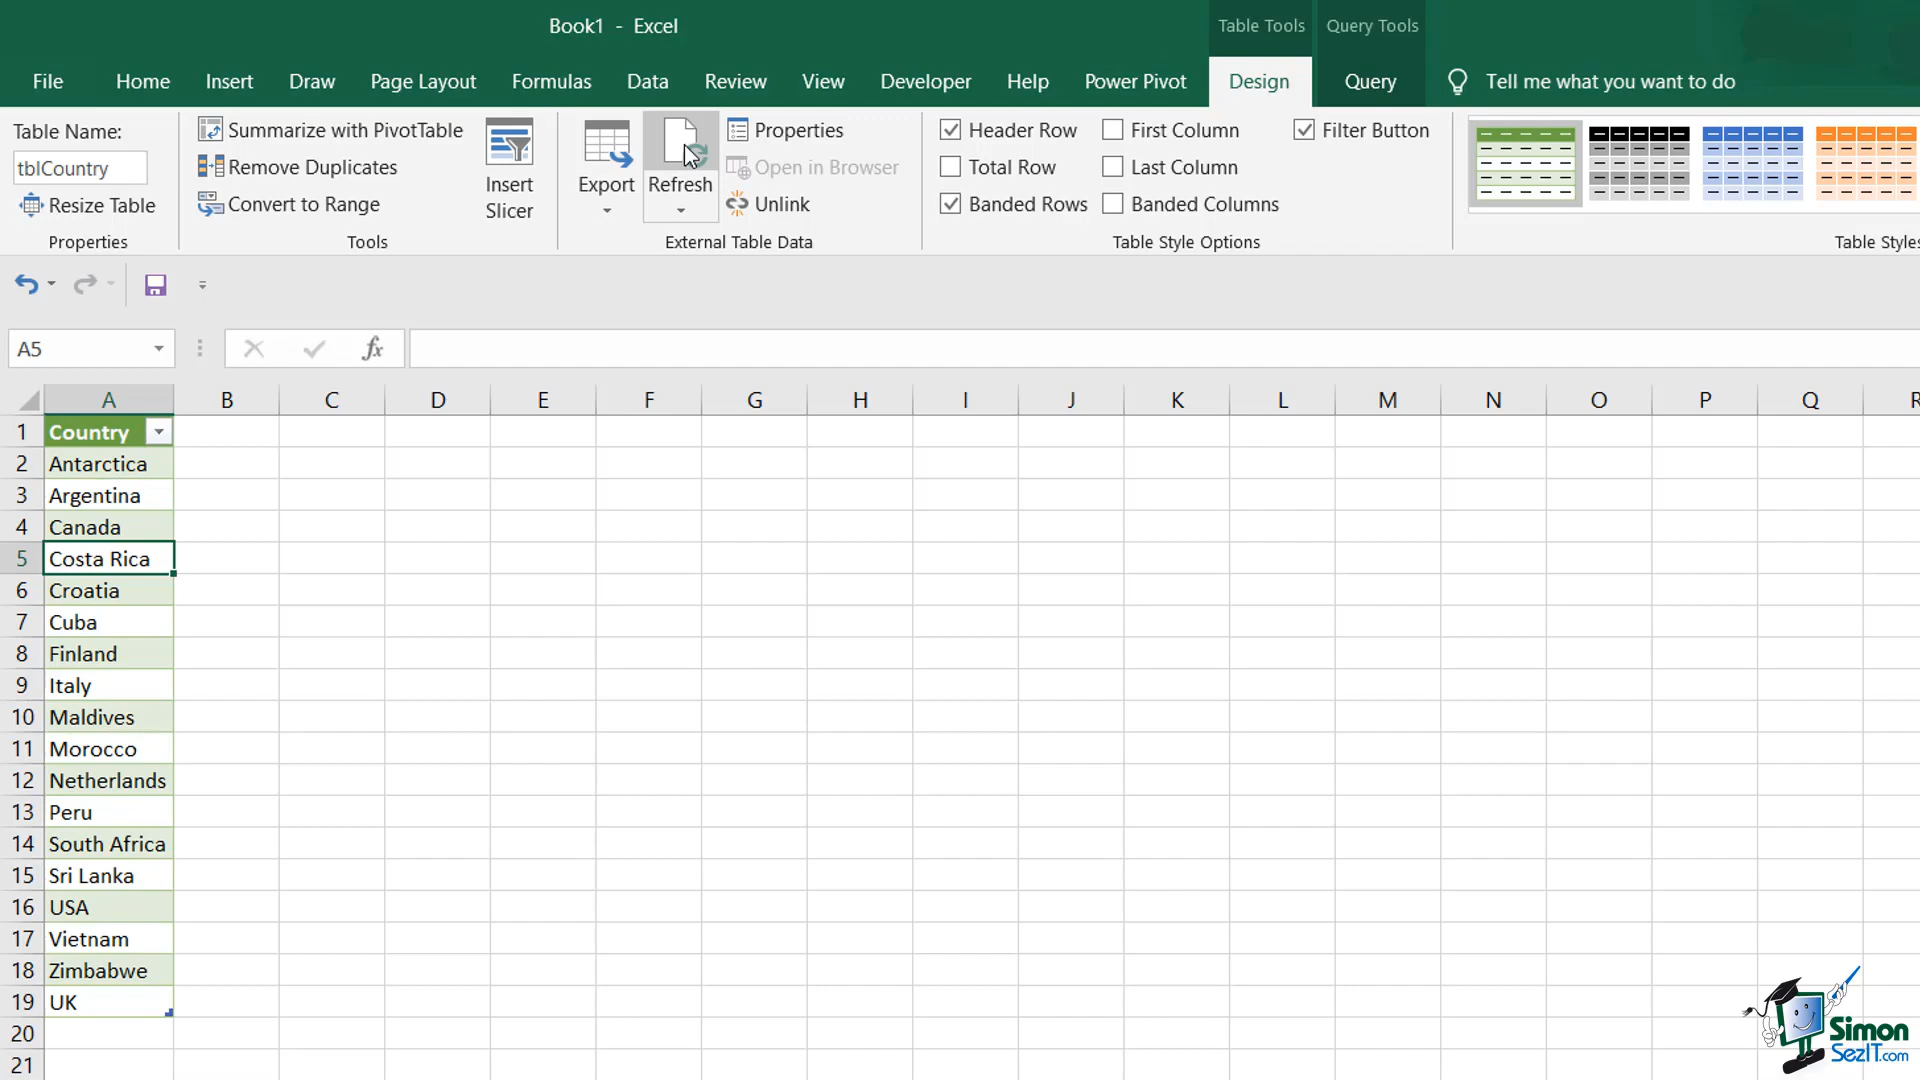 Book1 - Excel
Table Tools
Query Tools
File
Home
Insert
Draw
Page Layout
Formulas
Data
Review
View
Developer
Help
Power Pivot
Design
Query
Tell me what you want to do
Table Name:
tblCountry
Resize Table
Properties
Summarize with PivotTable
Remove Duplicates
Convert to Range
Tools
Insert
Slicer
Export
Refresh
Properties
Open in Browser
Unlink
External Table Data
Header Row
Total Row
Banded Rows
First Column
Last Column
Banded Columns
Filter Button
Table Style Options
Table Styles
A5
fx
A B C D E F G H I J K L M N O P Q R
1 Country
2 Antarctica
3 Argentina
4 Canada
5 Costa Rica
6 Croatia
7 Cuba
8 Finland
9 Italy
10 Maldives
11 Morocco
12 Netherlands
13 Peru
14 South Africa
15 Sri Lanka
16 USA
17 Vietnam
18 Zimbabwe
19 UK
20
21
Simon
SezIT.com